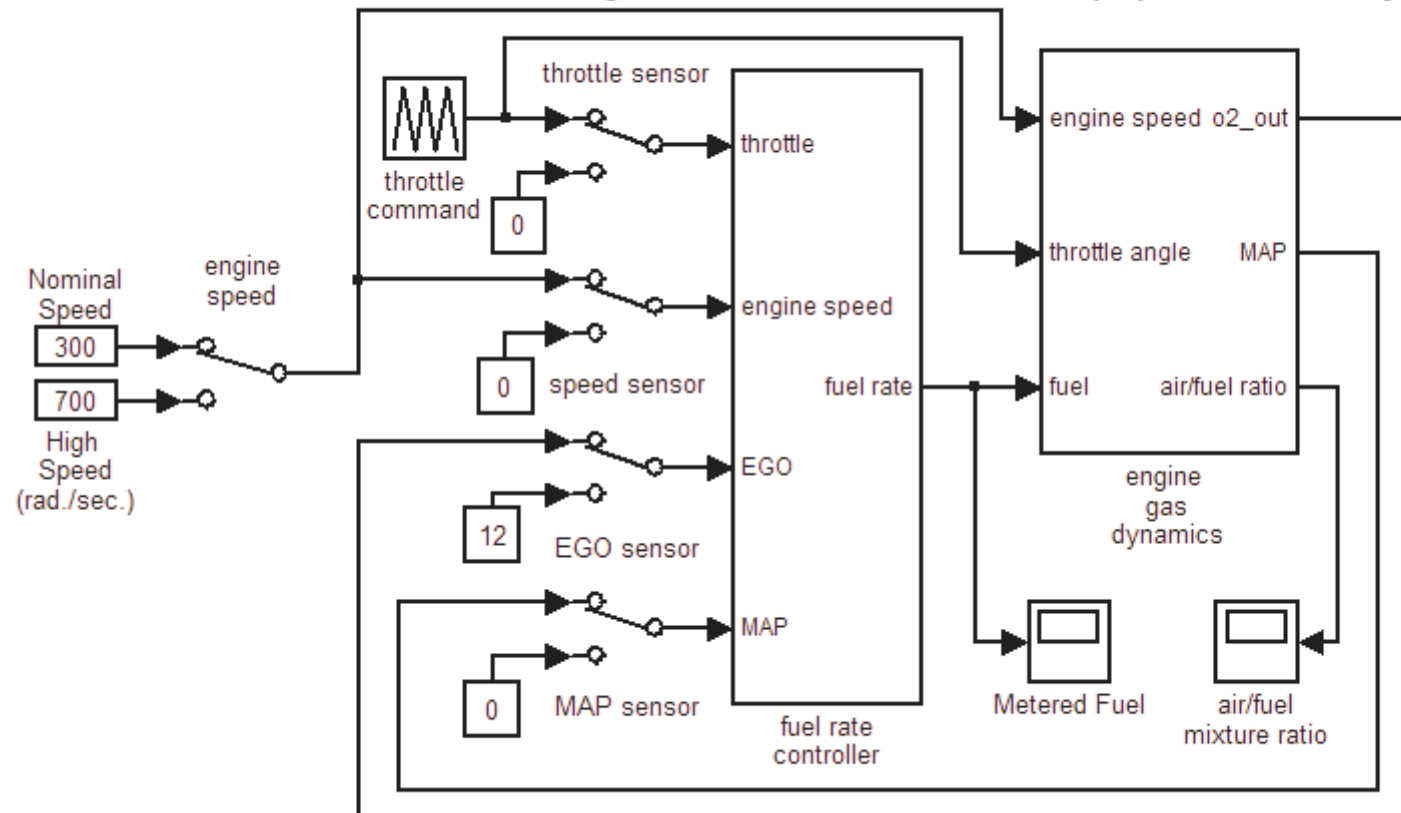 throttle sensor
throttle
command
0
throttle
engine speed
o2_out
throttle angle
MAP
Nominal
Speed
300
engine
speed
700
High
Speed
(rad./sec.)
engine speed
0
speed sensor
fuel rate
fuel
air/fuel ratio
EGO
12
EGO sensor
engine
gas
dynamics
MAP
0
MAP sensor
fuel rate
controller
Metered Fuel
air/fuel
mixture ratio